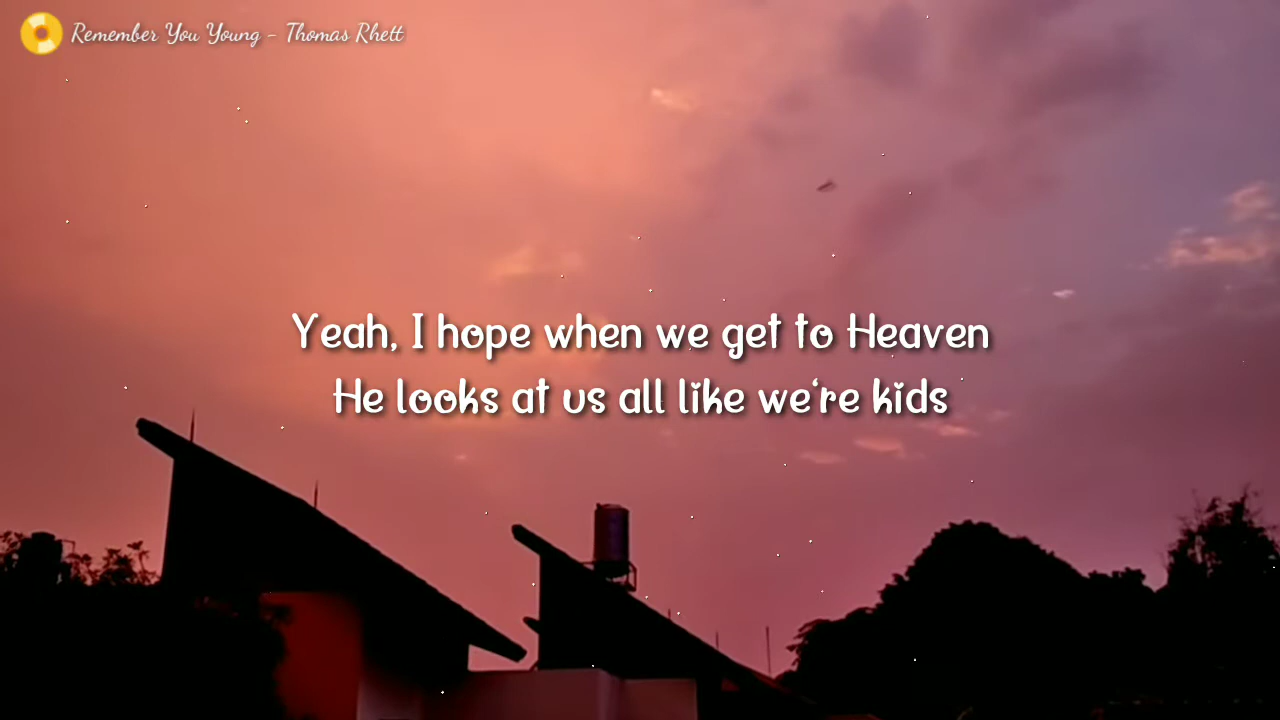 Remember You Young - Thomas Rhett
Yeah, I hope when we get to Heaven
He looks at us all like we're kids